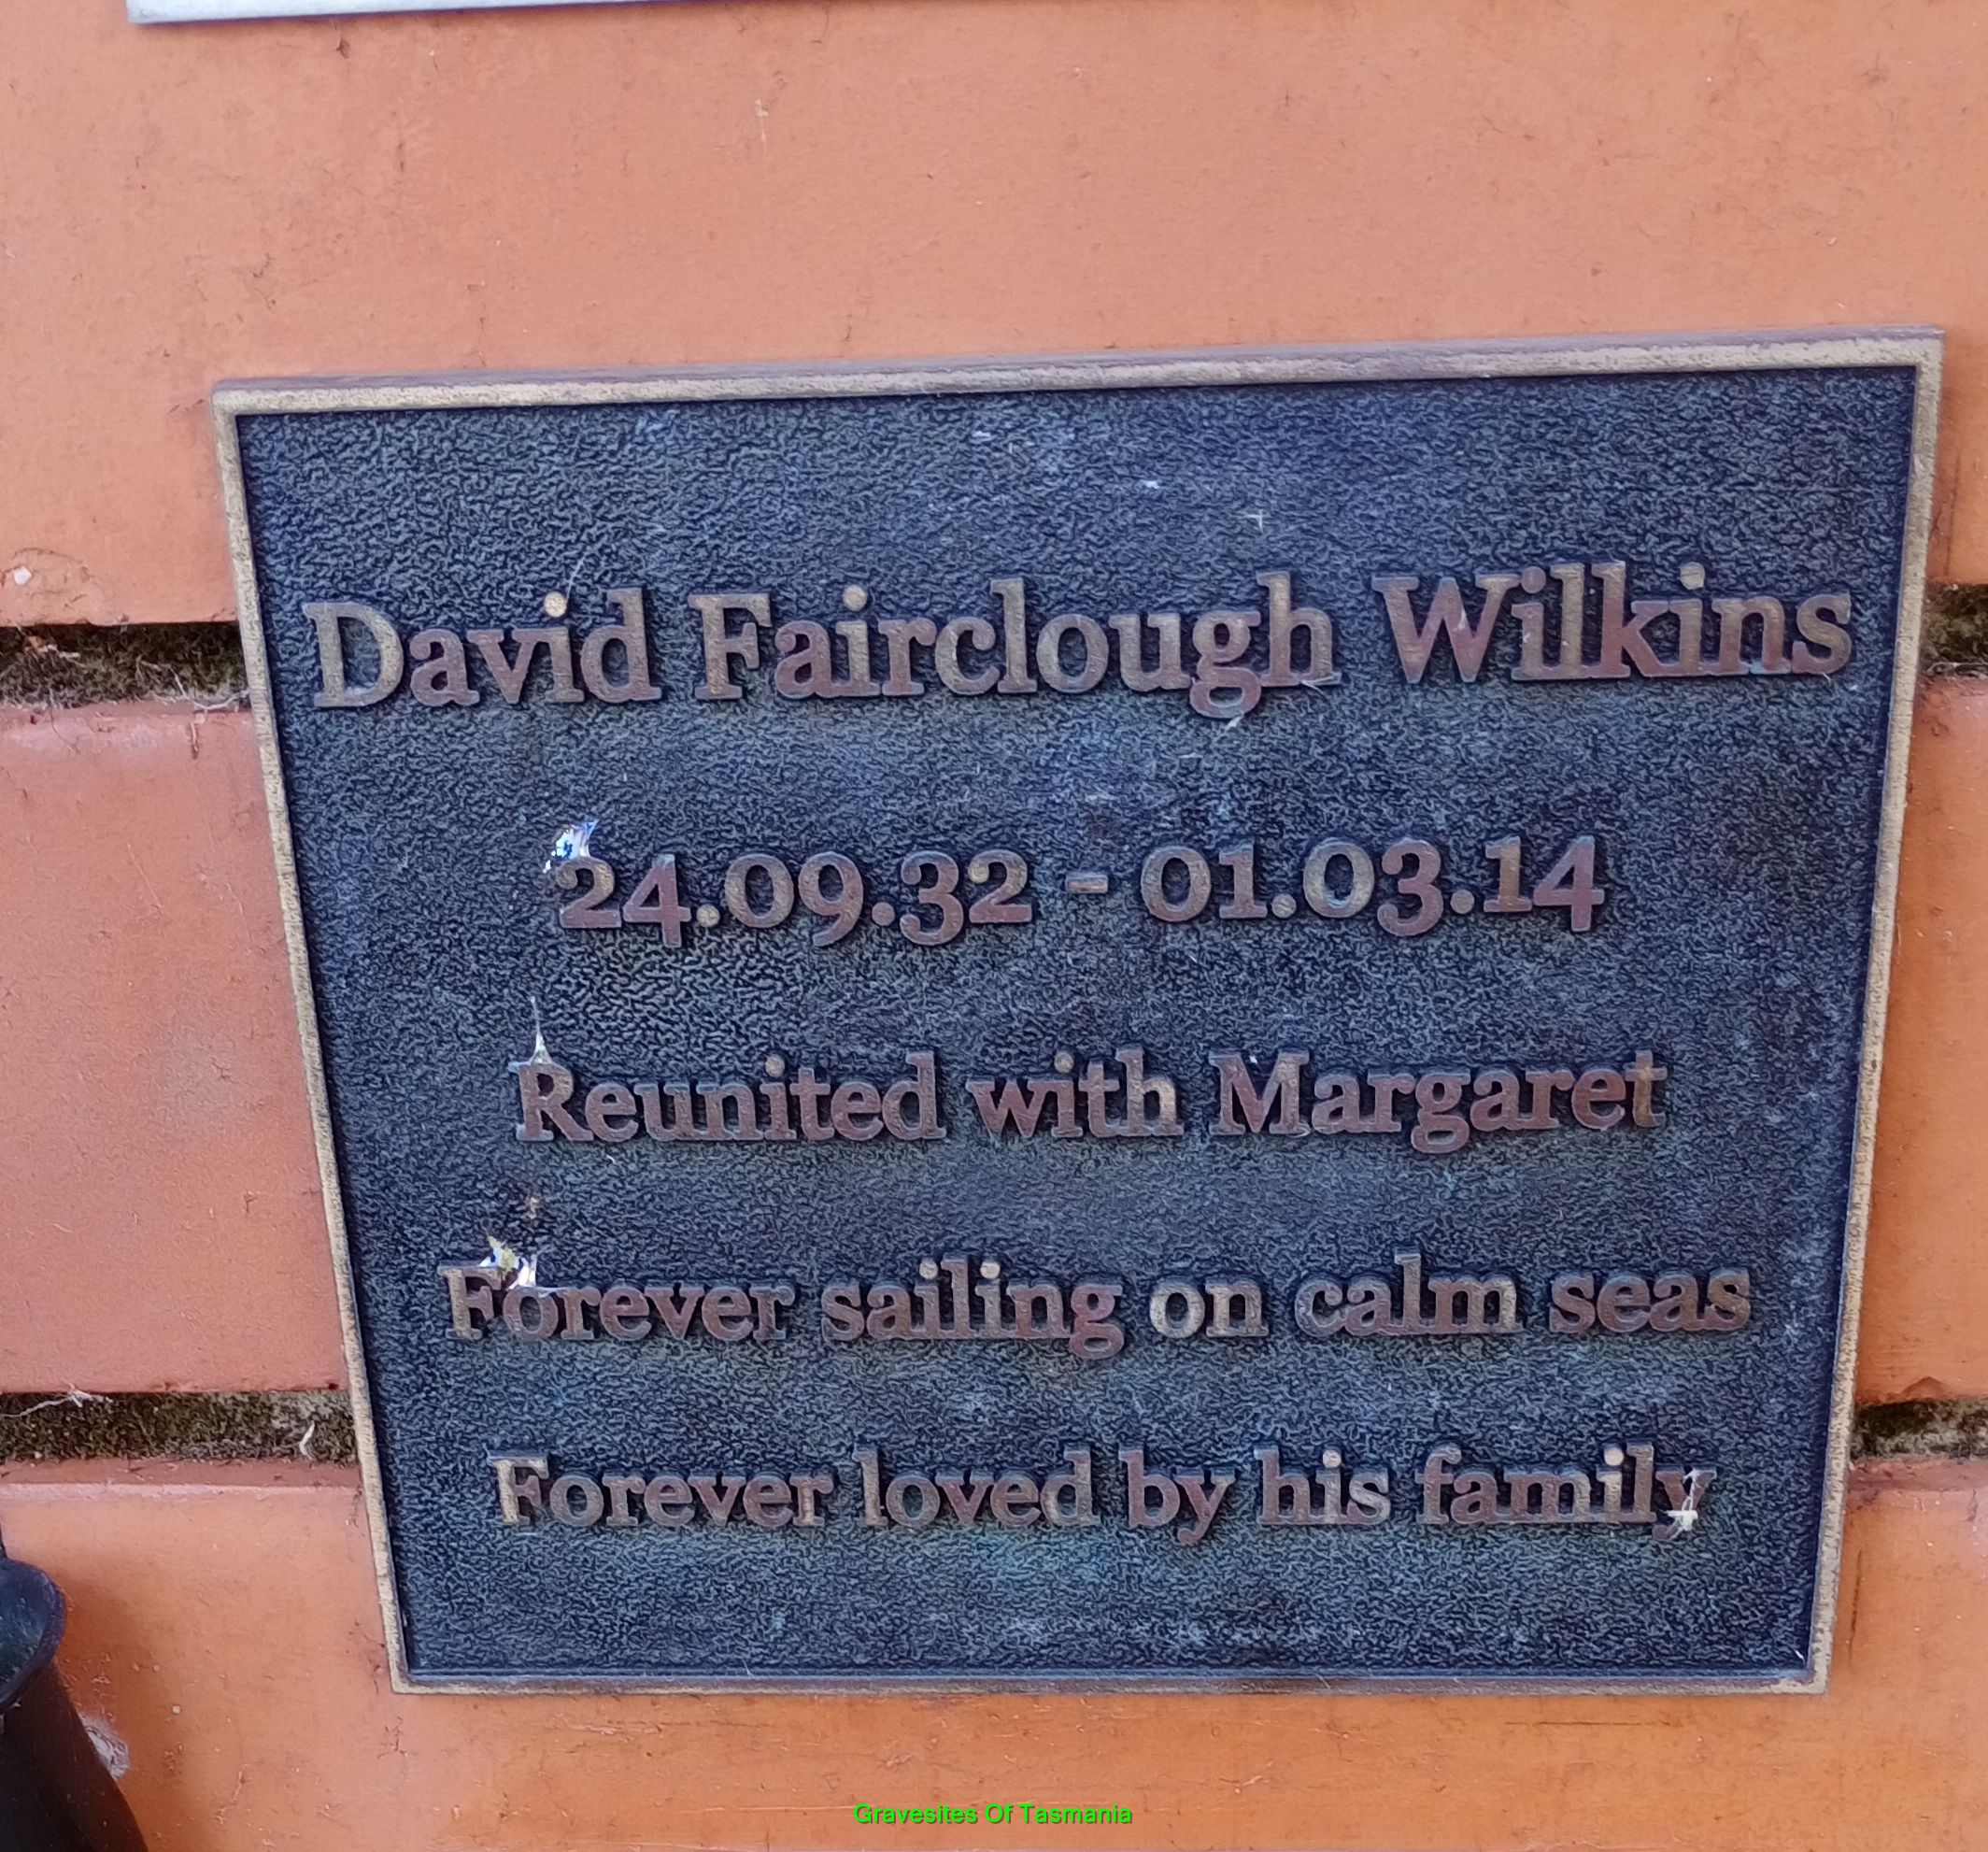 David Fairclough Wilkins
24.09.32 - 01.03.14
Reunited with Margaret
Forever sailing on calm seas
Forever loved by his family
Gravesites Of Tasmania